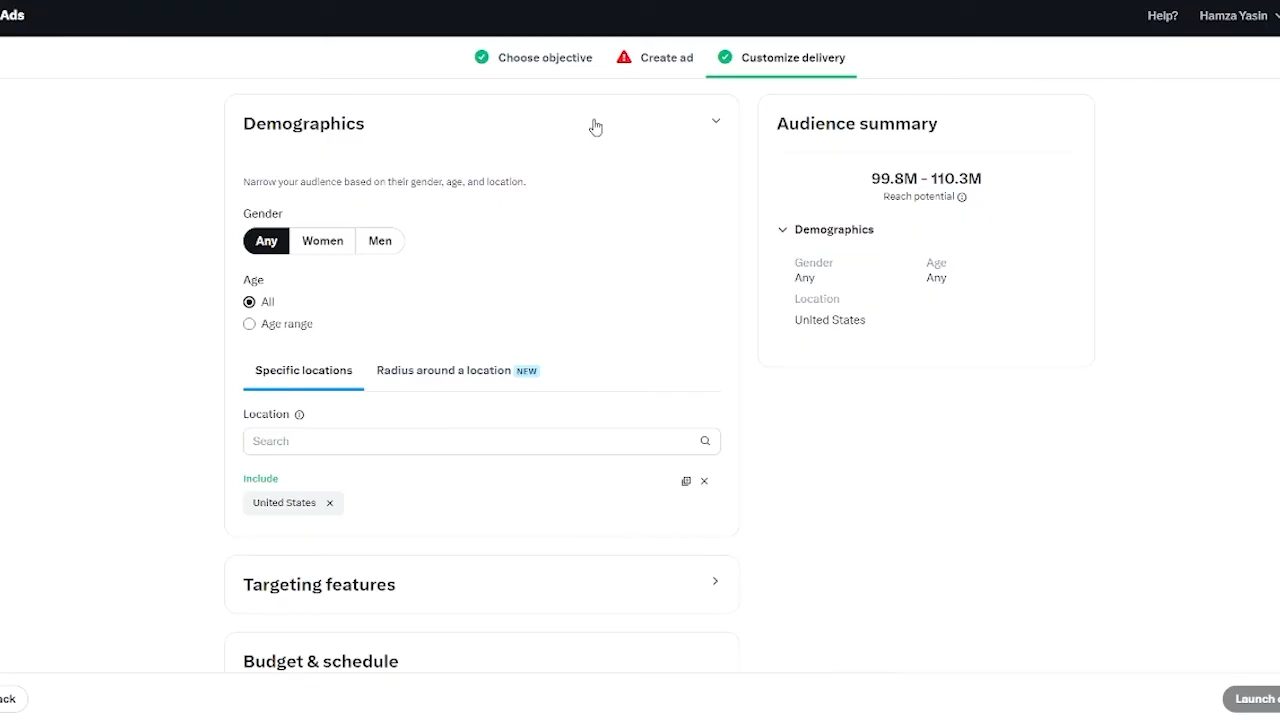 Ads
Help?
Hamza Yasin
Choose objective
Create ad
Customize delivery
Demographics
Narrow your audience based on their gender, age, and location.
Gender
Any
Women
Men
Age
All
Age range
Specific locations
Radius around a location NEW
Location
Search
Include
United States
Targeting features
Budget & schedule
Audience summary
99.8M – 110.3M
Reach potential
Demographics
Gender
Age
Any
Any
Location
United States
ack
Launch